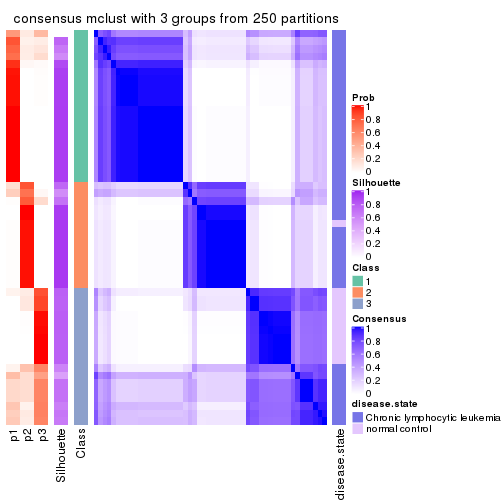 consensus mclust with 3 groups from 250 partitions
Prob
1
0.8
0.6
0.4
0.2
0
Silhouette
1
0.8
0.6
0.4
0.2
0
Class
1
2
3
Consensus
1
0.8
0.6
0.4
0.2
0
disease.state
Chronic lymphocytic leukemia
normal control
p1
p2
p3
Silhouette
Class
disease.state